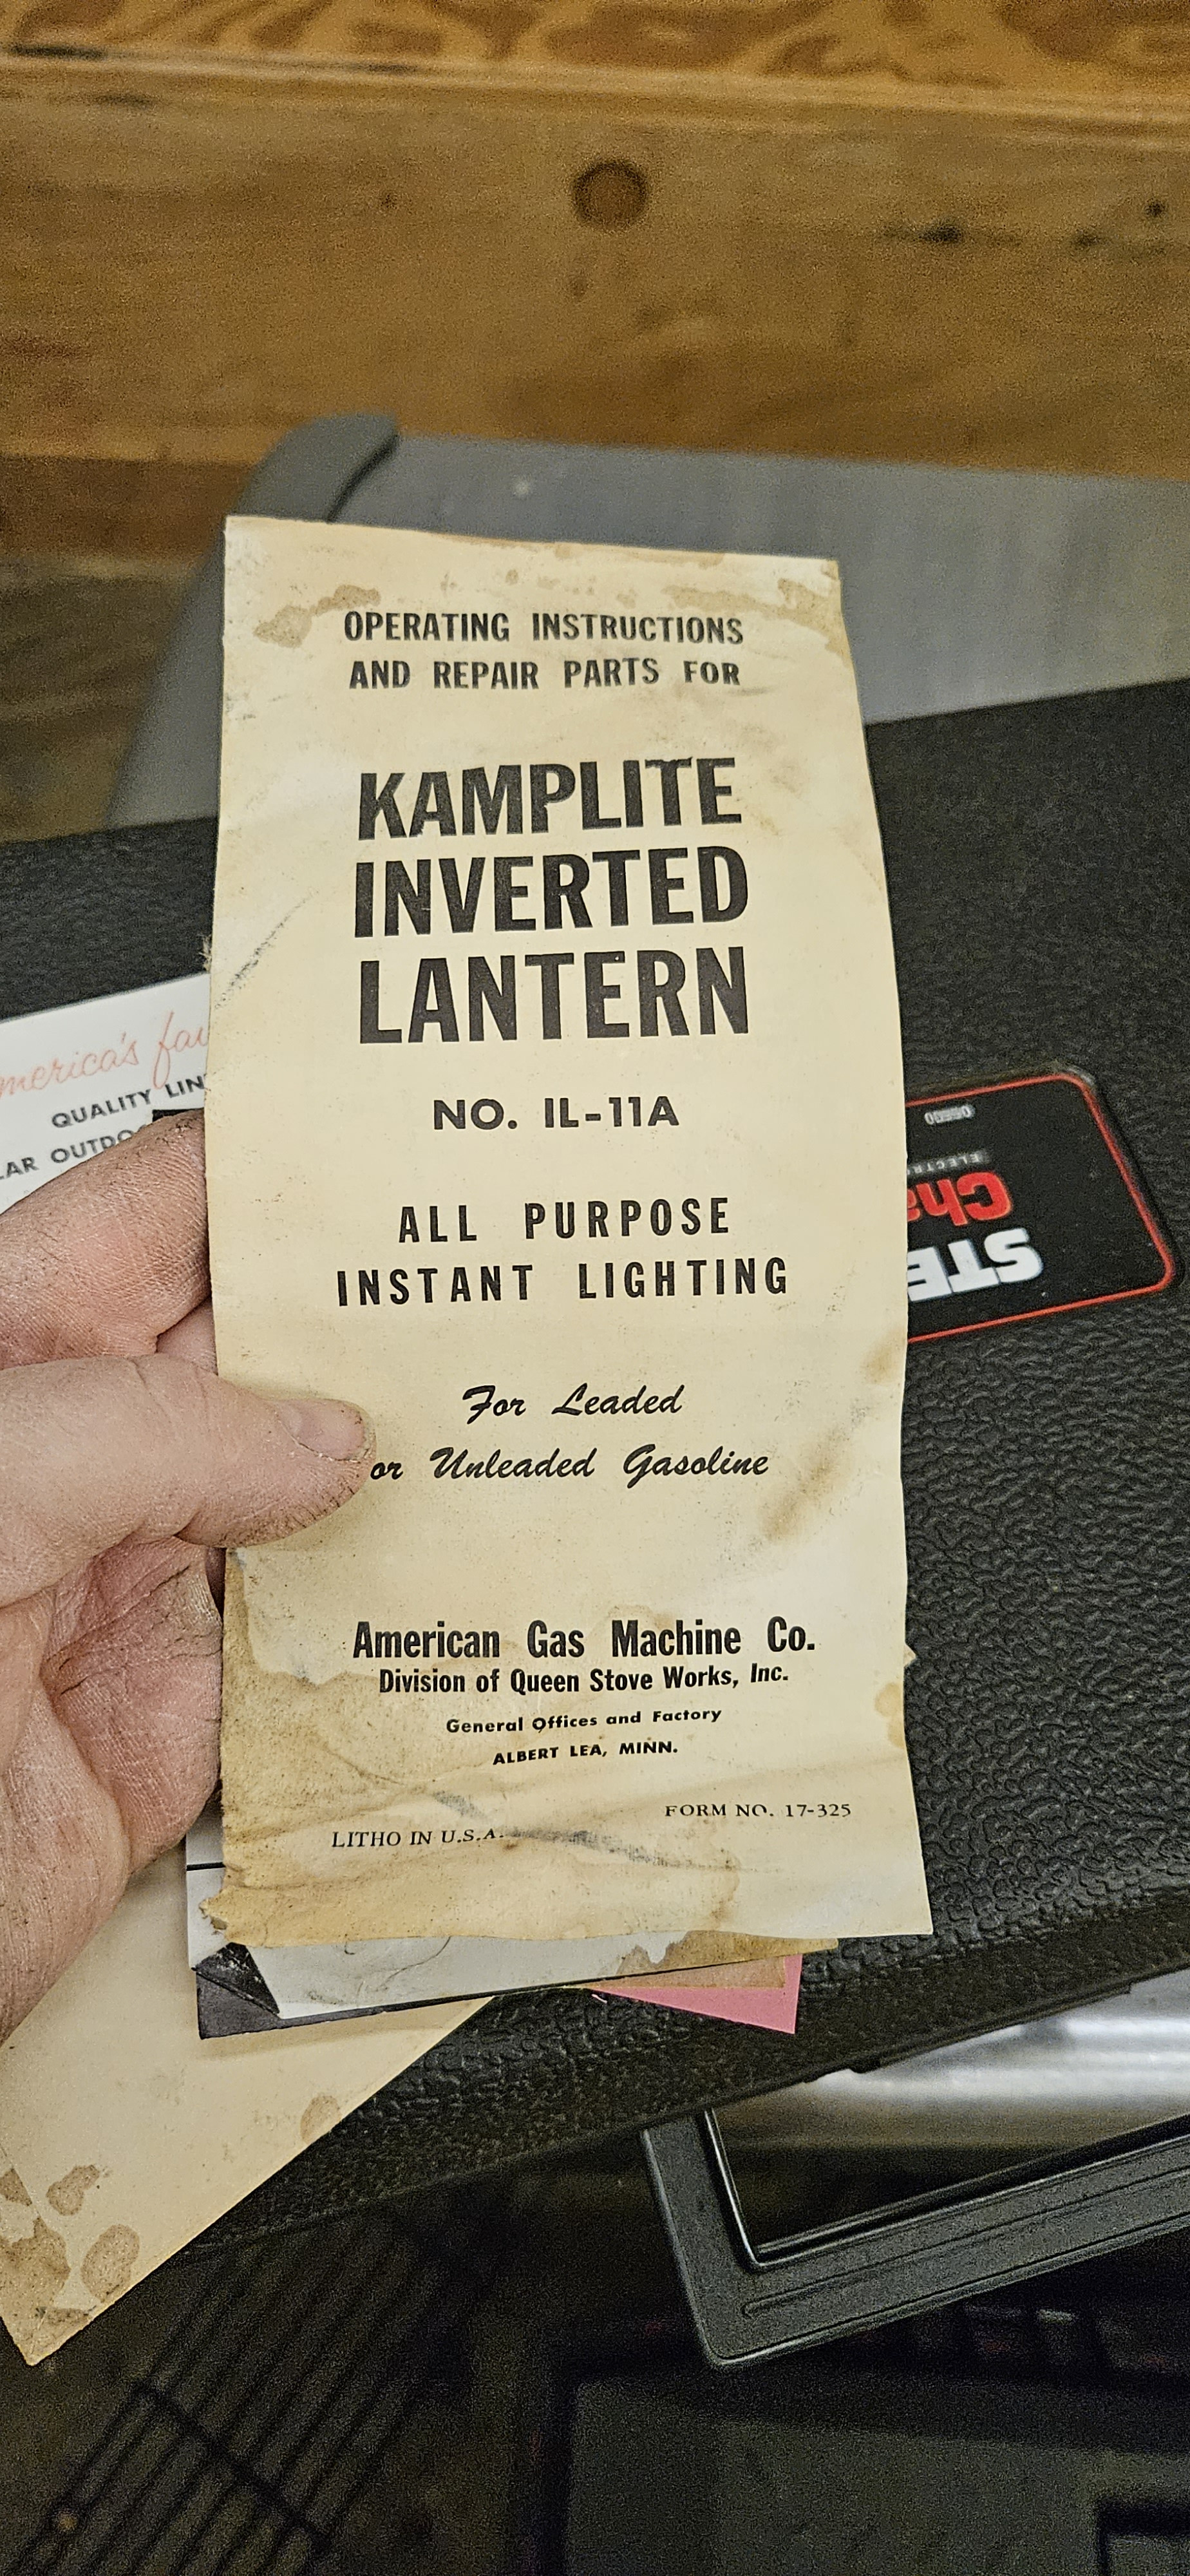 OPERATING INSTRUCTIONS
AND REPAIR PARTS FOR
KAMPLITE
INVERTED
LANTERN
NO. IL-11A
ALL PURPOSE
INSTANT LIGHTING
For Leaded
or Unleaded Gasoline
American Gas Machine Co.
Division of Queen Stove Works, Inc.
General Offices and Factory
ALBERT LEA, MINN.
FORM NO. 17-325
LITHO IN U.S.A.
QUALITY